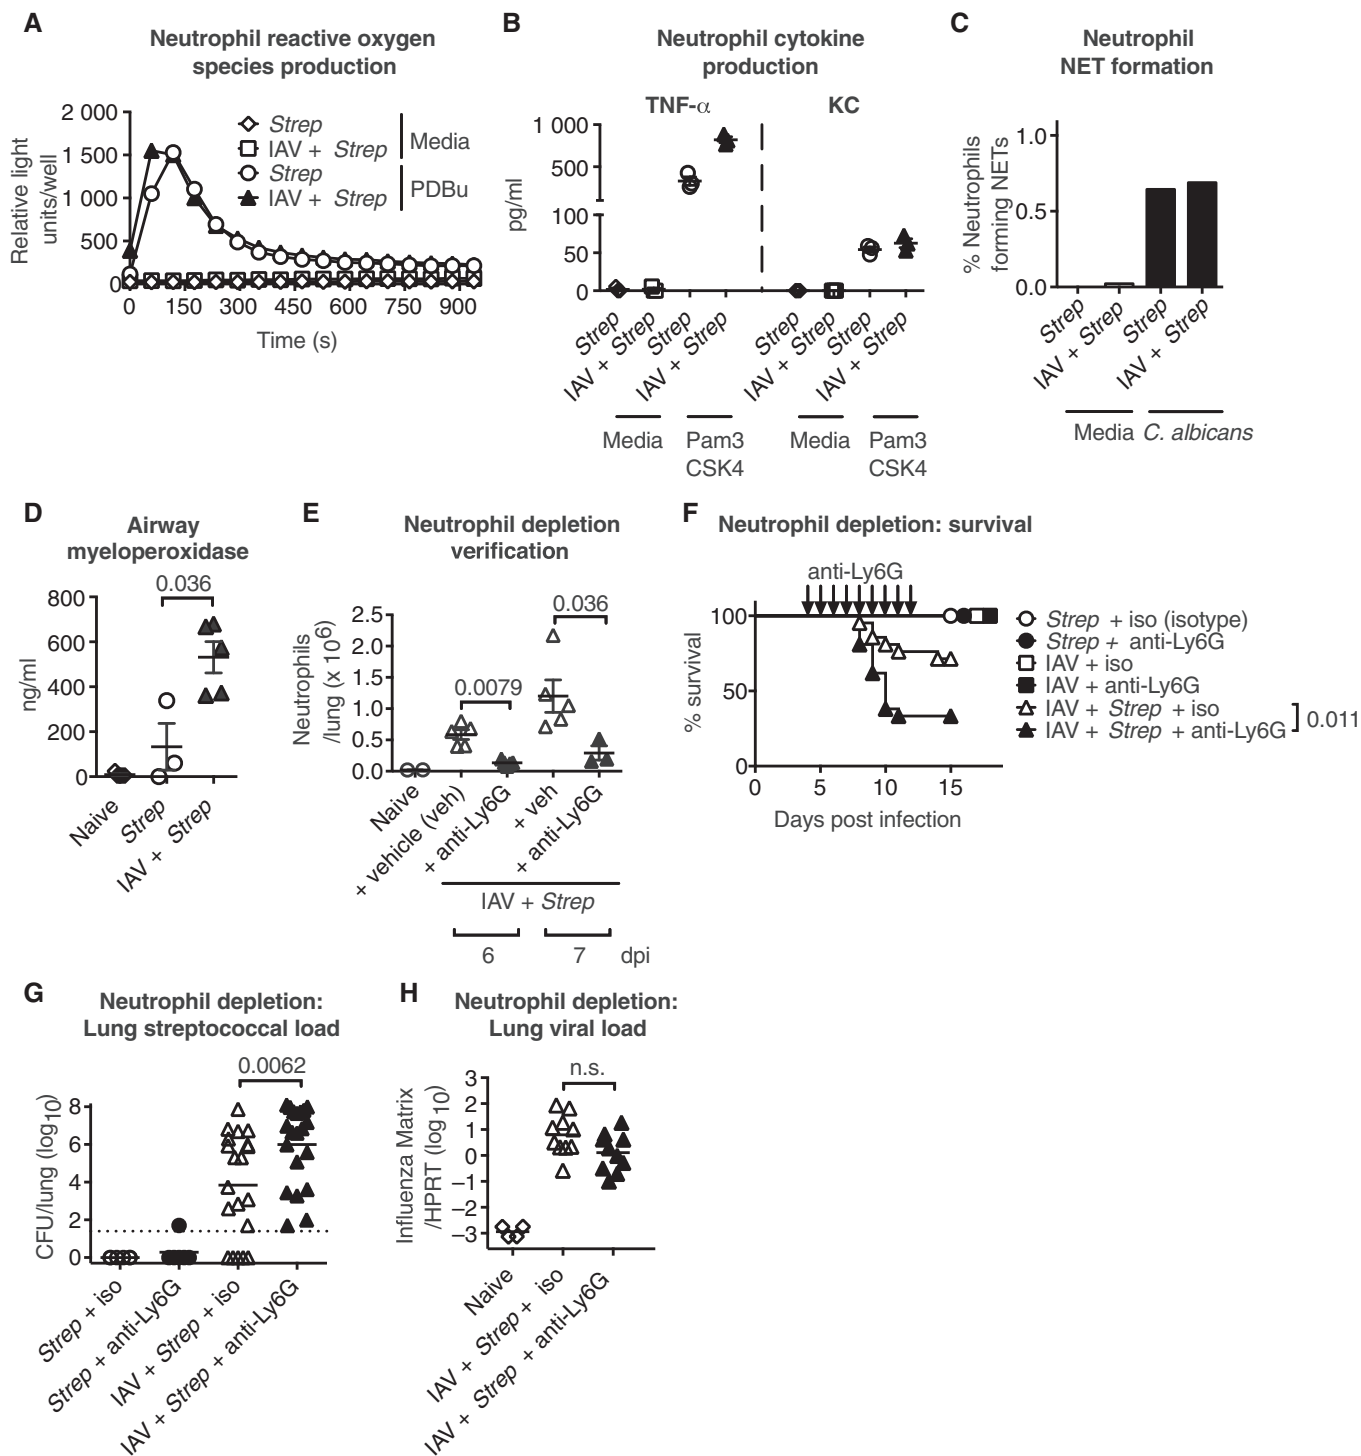 A
Neutrophil reactive oxygen
species production
Relative light
units/well
2 000
1 500
1 000
500
0
0 150 300 450 600 750 900
Time (s)
Strep
IAV + Strep
Media
Strep
IAV + Strep
PDBu
B
Neutrophil cytokine
production
TNF-α
KC
pg/ml
1 000
500
100
50
0
Strep
IAV + Strep
Strep
IAV + Strep
Strep
IAV + Strep
Strep
IAV + Strep
Media
Pam3
CSK4
Media
Pam3
CSK4
C
Neutrophil
NET formation
% Neutrophils
forming NETs
1.0
0.5
0.0
Strep
IAV + Strep
Strep
IAV + Strep
Media C. albicans
D
Airway
myeloperoxidase
0.036
ng/ml
800
600
400
200
0
Naive
Strep
IAV + Strep
E
Neutrophil depletion
verification
Neutrophils
/lung (x 10⁶)
2.5
2.0
1.5
1.0
0.5
0.0
0.0079
0.036
Naive
+ vehicle (veh)
+ anti-Ly6G
+ veh
+ anti-Ly6G
IAV + Strep
6 7 dpi
F
Neutrophil depletion: survival
anti-Ly6G
% survival
100
50
0
0 5 10 15
Days post infection
Strep + iso (isotype)
Strep + anti-Ly6G
IAV + iso
IAV + anti-Ly6G
IAV + Strep + iso
IAV + Strep + anti-Ly6G
0.011
G
Neutrophil depletion:
Lung streptococcal load
0.0062
CFU/lung (log10)
8
6
4
2
0
Strep + iso
Strep + anti-Ly6G
IAV + Strep + iso
IAV + Strep + anti-Ly6G
H
Neutrophil depletion:
Lung viral load
n.s.
Influenza Matrix
/HPRT (log10)
3
2
1
0
−1
−2
−3
Naive
IAV + Strep + iso
IAV + Strep + anti-Ly6G